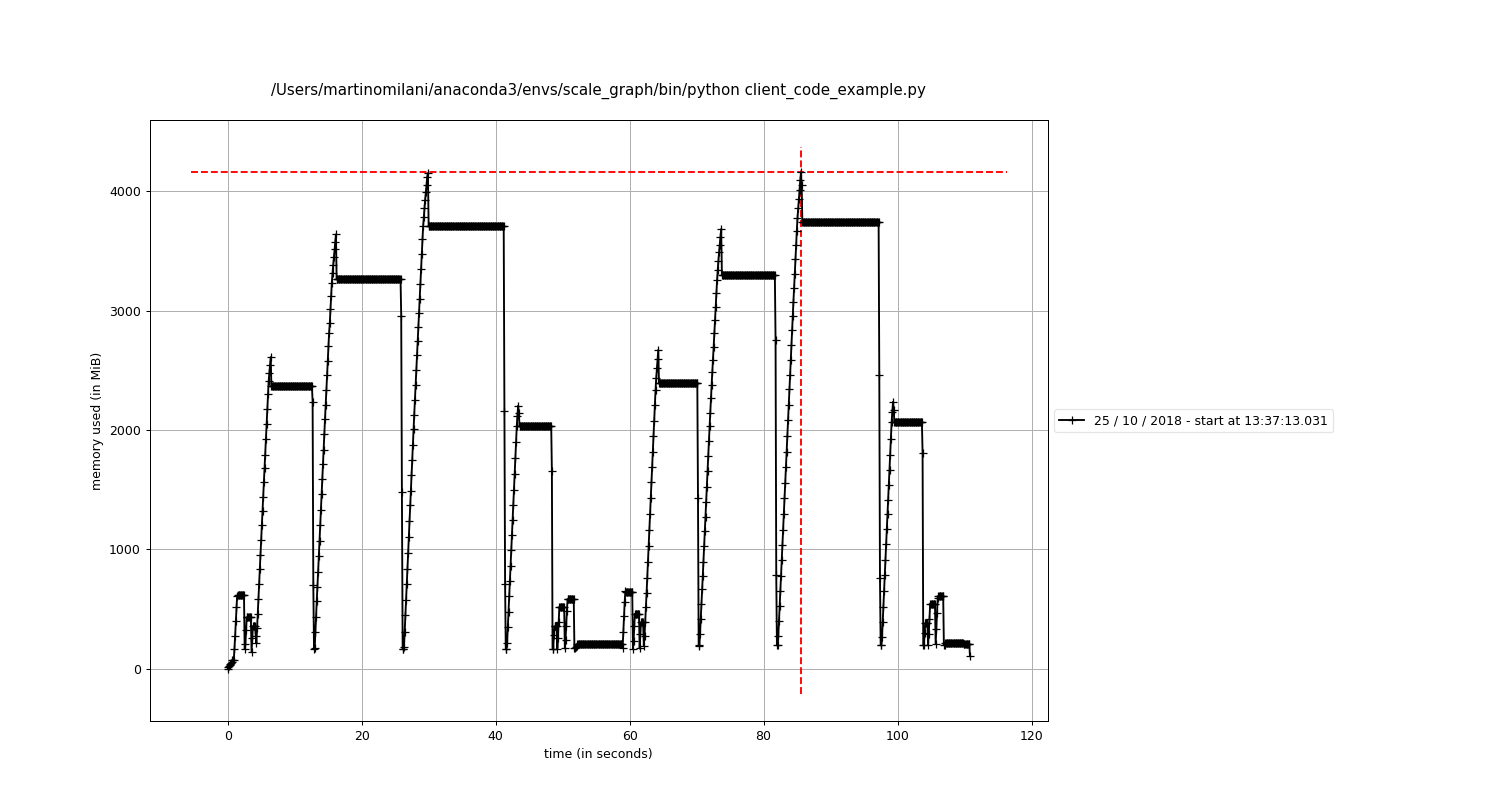 /Users/martinomilani/anaconda3/envs/scale_graph/bin/python client_code_example.py
memory used (in MiB)
4000
3000
2000
1000
0
0 20 40 60 80 100 120
time (in seconds)
25 / 10 / 2018 - start at 13:37:13.031